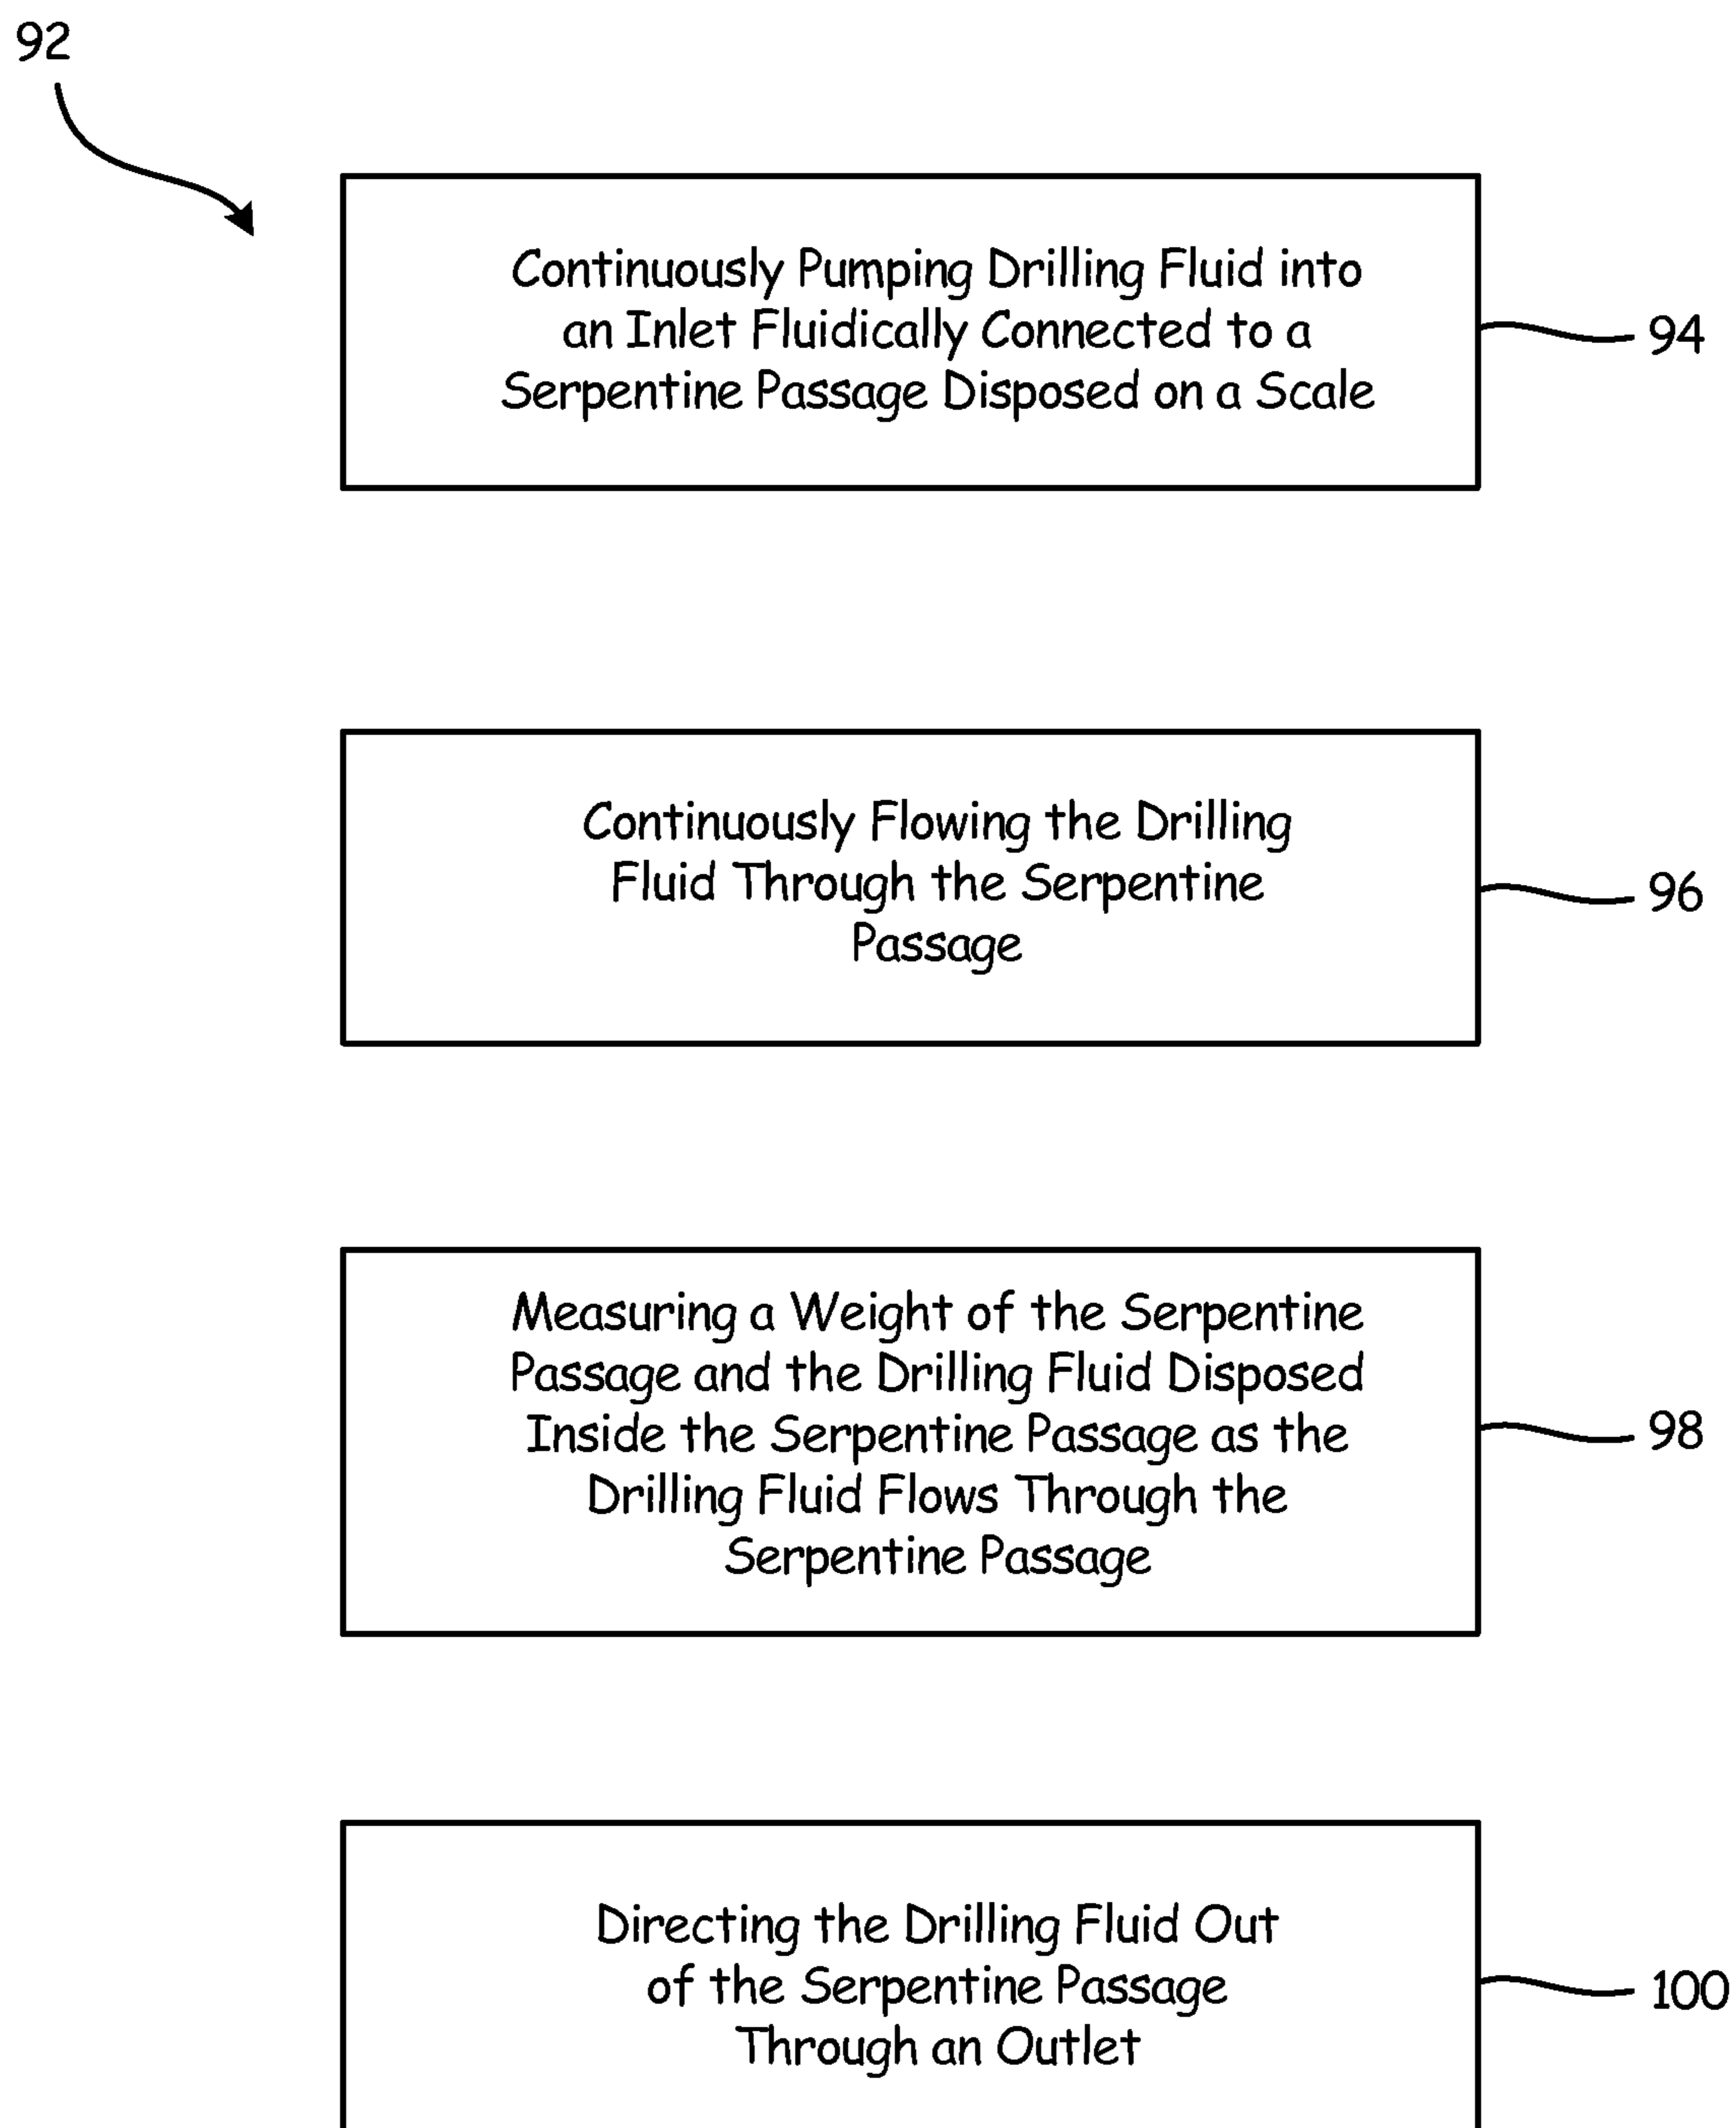 92
Continuously Pumping Drilling Fluid into
an Inlet Fluidically Connected to a
Serpentine Passage Disposed on a Scale
94
Continuously Flowing the Drilling
Fluid Through the Serpentine
Passage
96
Measuring a Weight of the Serpentine
Passage and the Drilling Fluid Disposed
Inside the Serpentine Passage as the
Drilling Fluid Flows Through the
Serpentine Passage
98
Directing the Drilling Fluid Out
of the Serpentine Passage
Through an Outlet
100